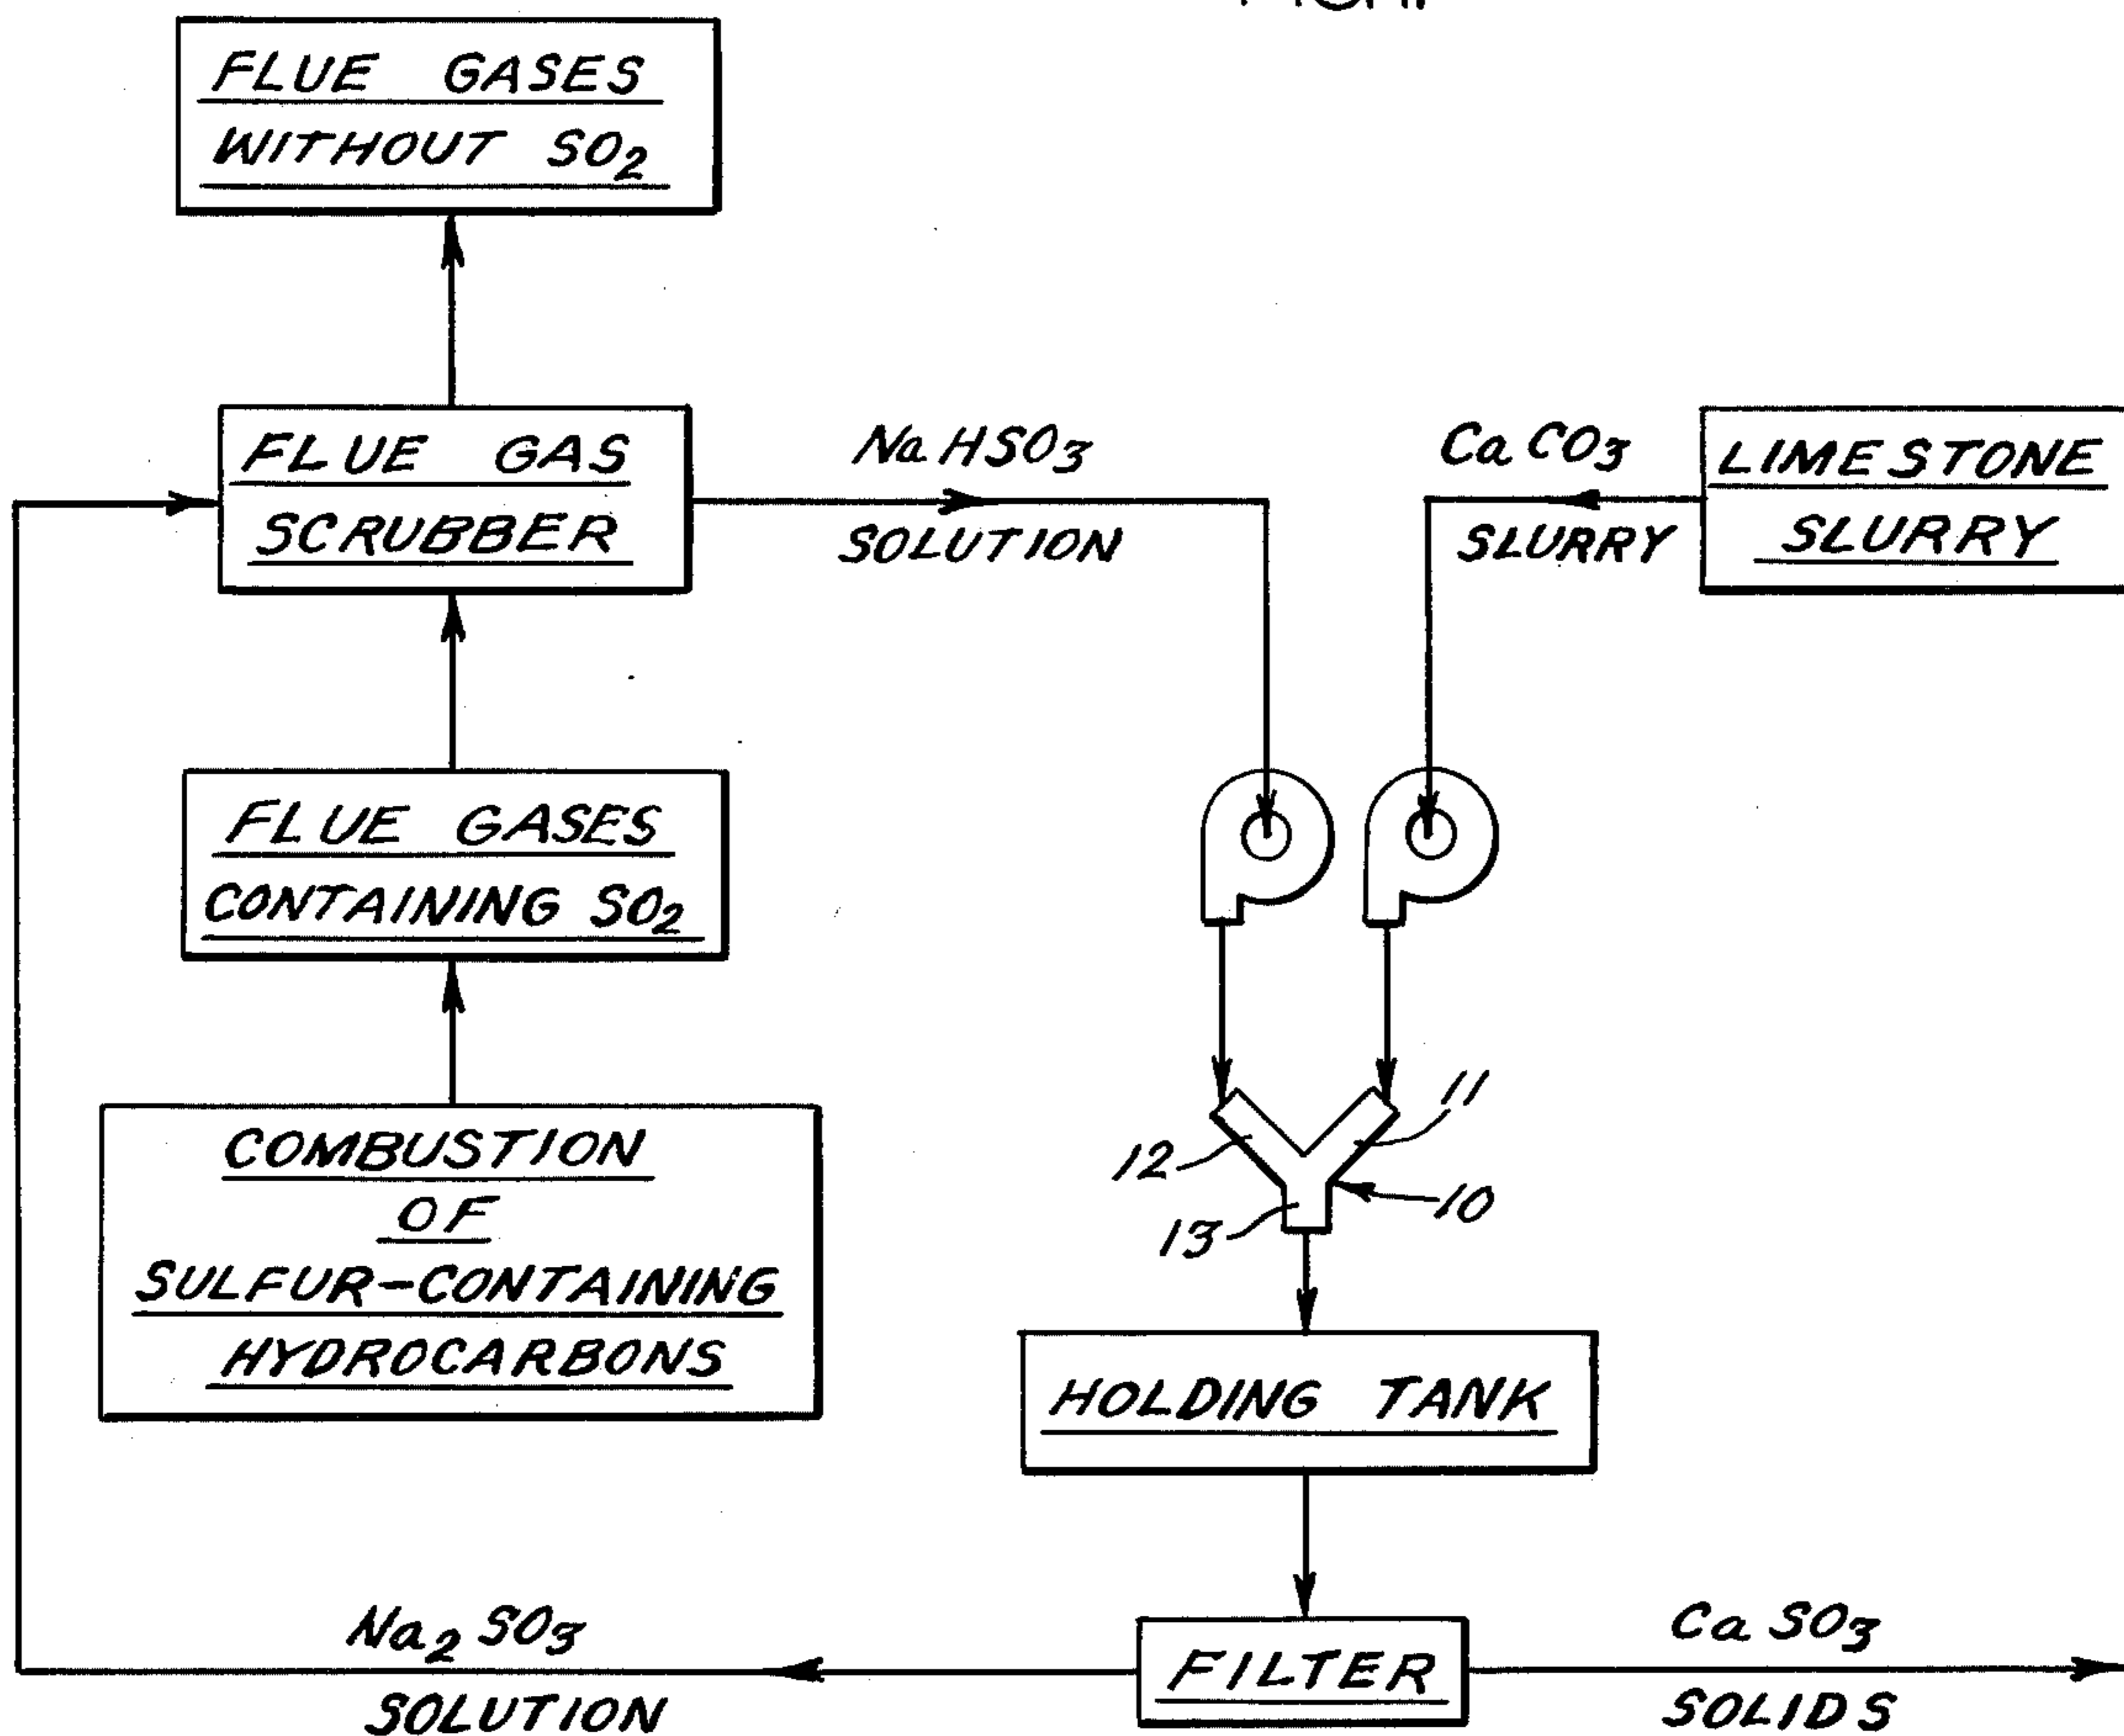 FLUE GASES
WITHOUT SO₂
FLUE GAS
SCRUBBER
NaHSO₃
SOLUTION
CaCO₃
SLURRY
LIMESTONE
SLURRY
FLUE GASES
CONTAINING SO₂
COMBUSTION
OF
SULFUR-CONTAINING
HYDROCARBONS
12
11
13
10
HOLDING TANK
Na₂SO₃
SOLUTION
FILTER
CaSO₃
SOLIDS